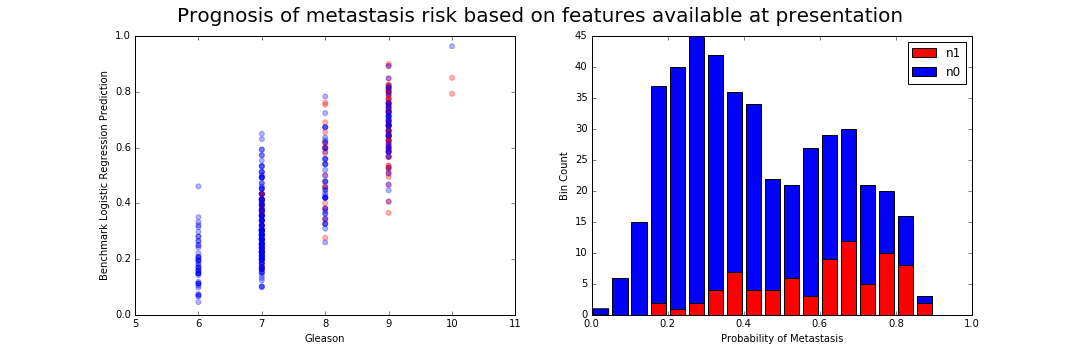 Prognosis of metastasis risk based on features available at presentation
Benchmark Logistic Regression Prediction
1.0
0.8
0.6
0.4
0.2
0.0
5 6 7 8 9 10 11
Gleason
Bin Count
45
40
35
30
25
20
15
10
5
0
0.0 0.2 0.4 0.6 0.8 1.0
Probability of Metastasis
n1
n0